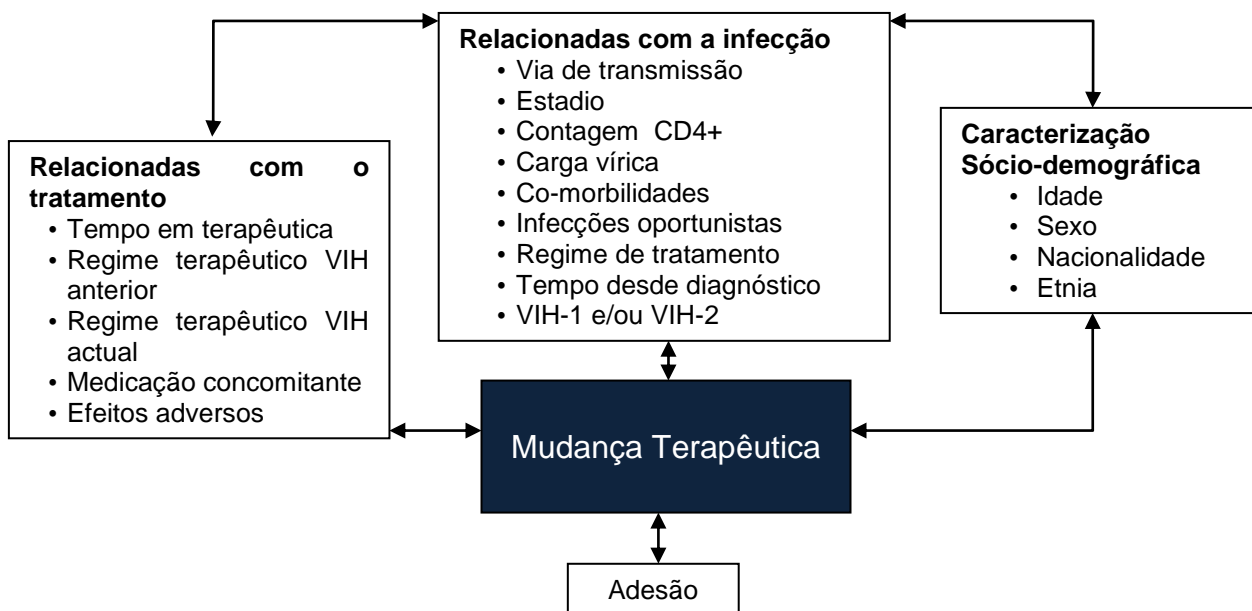 Relacionadas com a infecção
• Via de transmissão
• Estadio
• Contagem CD4+
• Carga vírica
• Co-morbilidades
• Infecções oportunistas
• Regime de tratamento
• Tempo desde diagnóstico
• VIH-1 e/ou VIH-2
Relacionadas com o
tratamento
• Tempo em terapêutica
• Regime terapêutico VIH
anterior
• Regime terapêutico VIH
actual
• Medicação concomitante
• Efeitos adversos
Caracterização
Sócio-demográfica
• Idade
• Sexo
• Nacionalidade
• Etnia
Mudança Terapêutica
Adesão